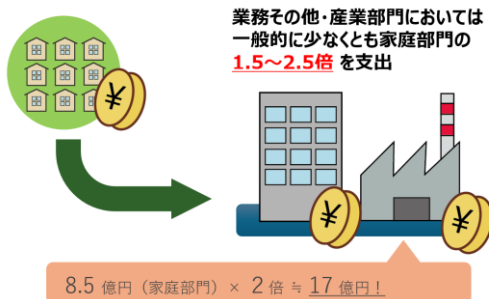 業務その他・産業部門においては
一般的に少なくとも家庭部門の
1.5～2.5倍 を支出
¥
¥
¥
8.5 億円（家庭部門）× 2 倍 ≒ 17 億円！